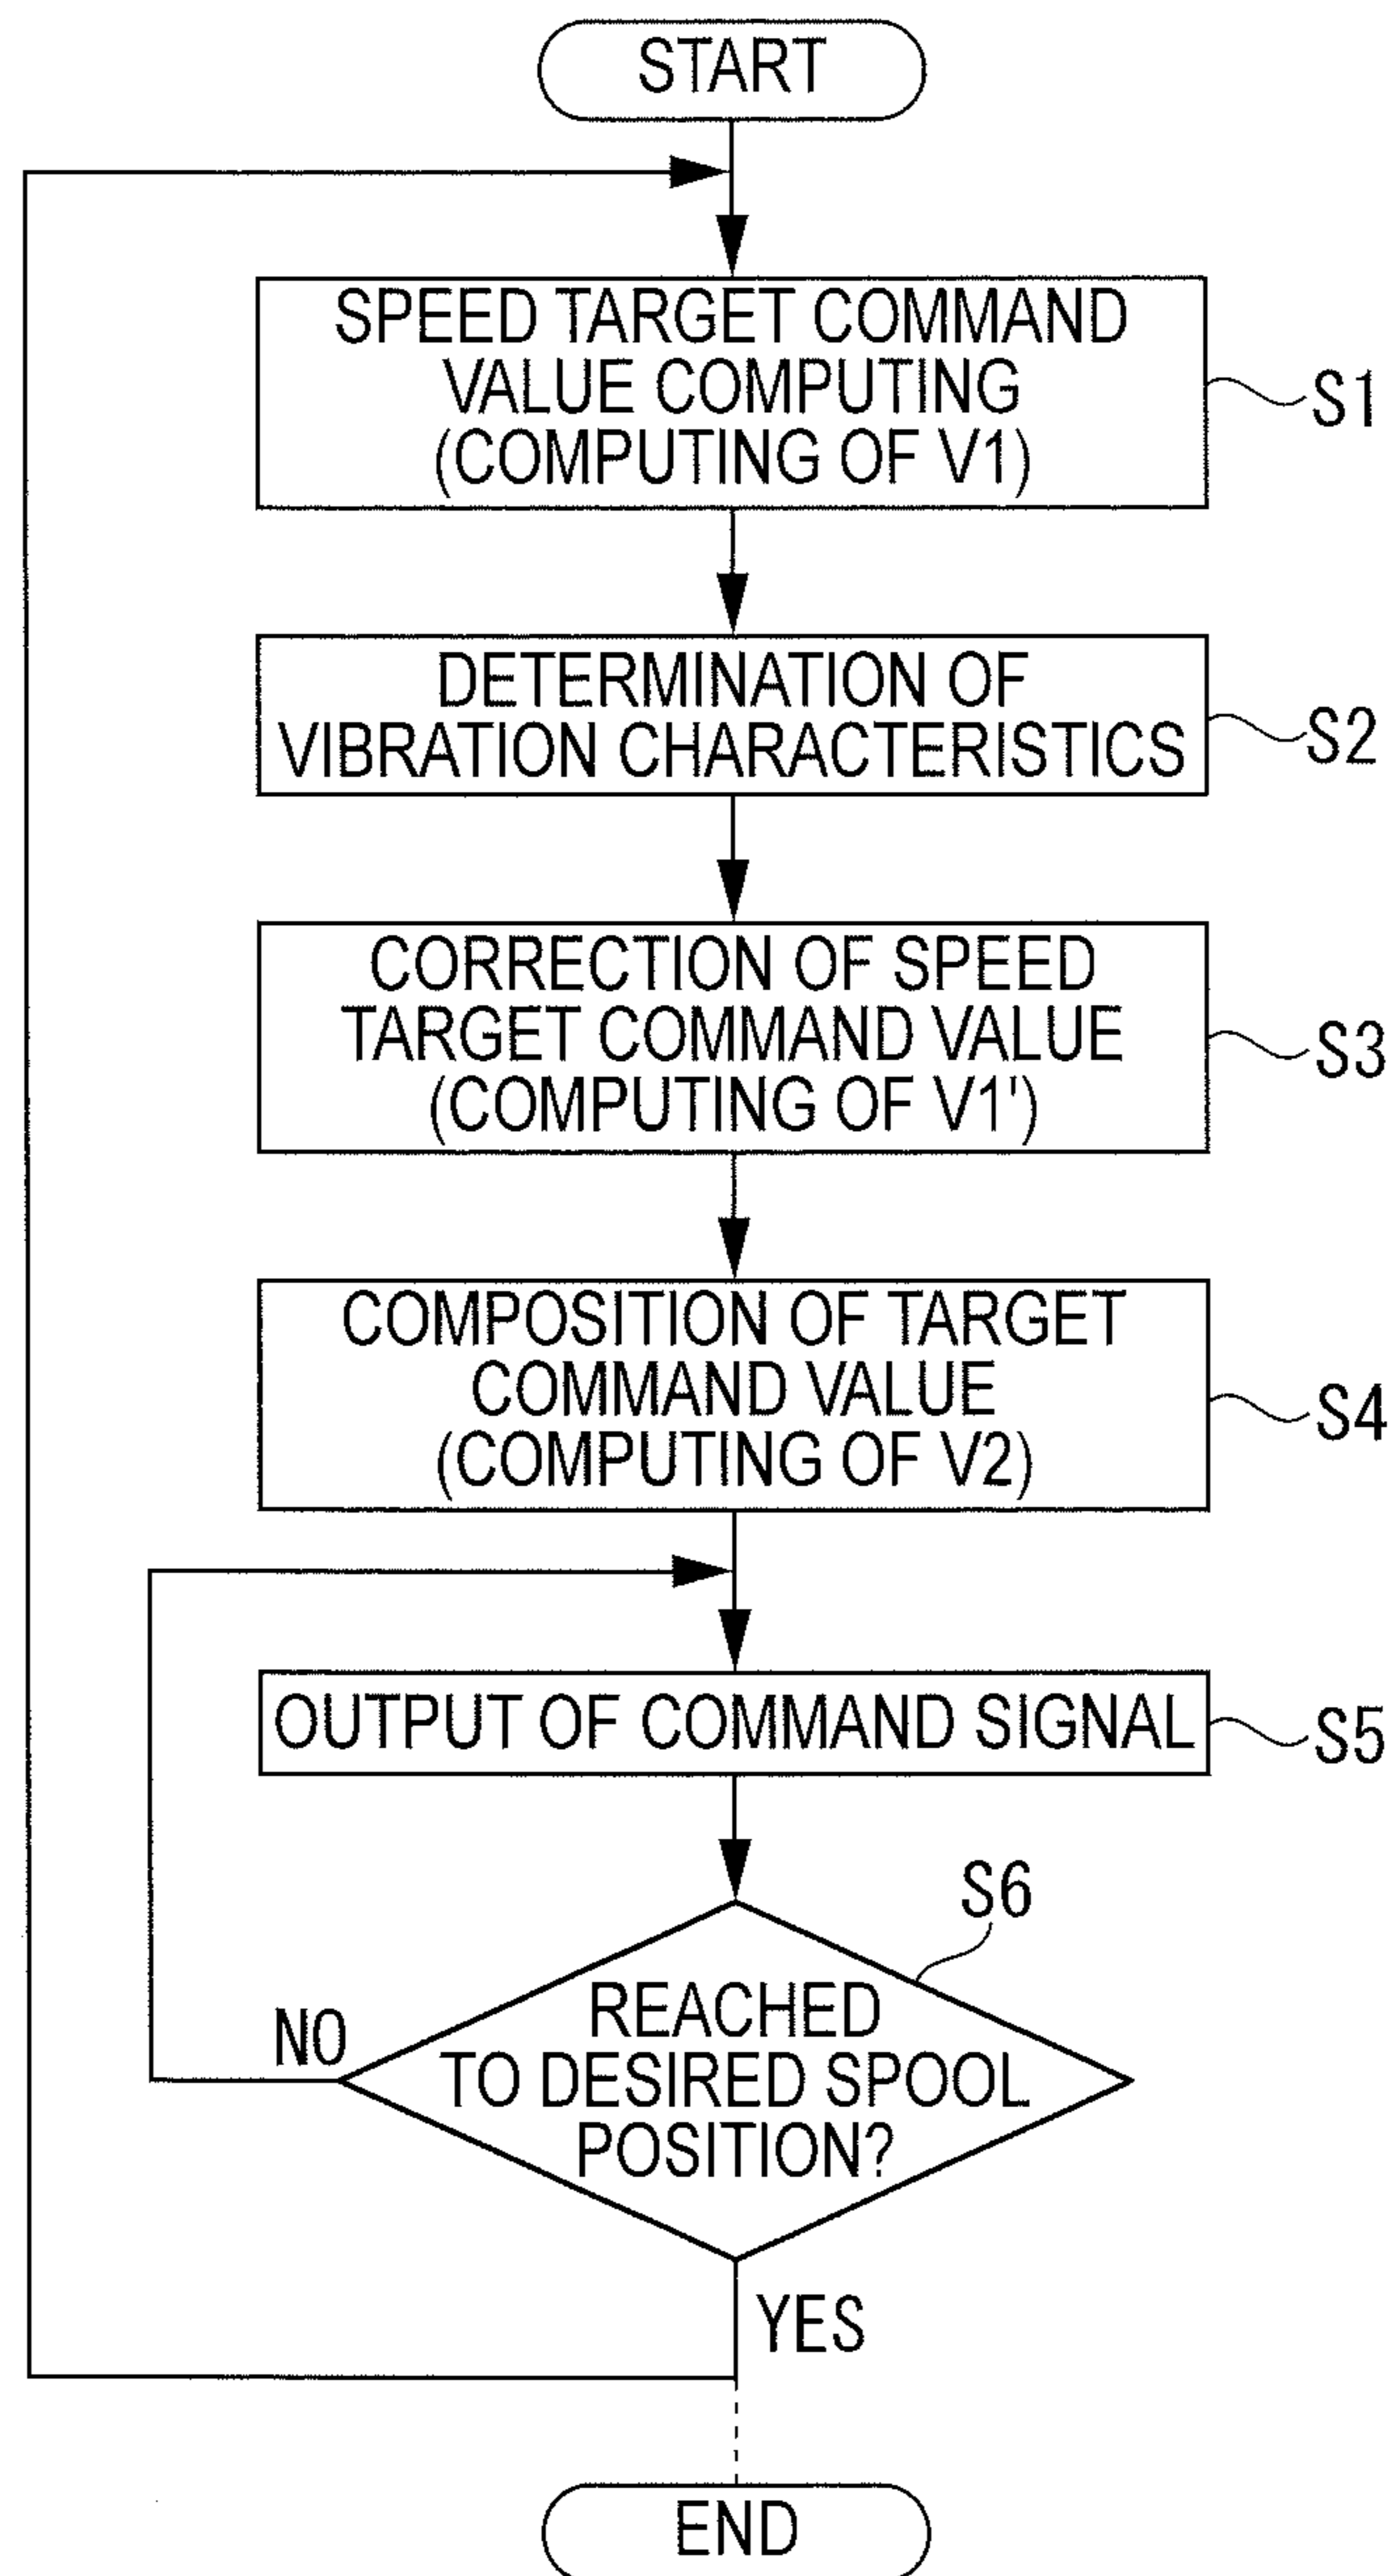 START
SPEED TARGET COMMAND
VALUE COMPUTING
(COMPUTING OF V1)
S1
DETERMINATION OF
VIBRATION CHARACTERISTICS
S2
CORRECTION OF SPEED
TARGET COMMAND VALUE
(COMPUTING OF V1')
S3
COMPOSITION OF TARGET
COMMAND VALUE
(COMPUTING OF V2)
S4
OUTPUT OF COMMAND SIGNAL
S5
S6
REACHED
TO DESIRED SPOOL
POSITION?
NO
YES
END